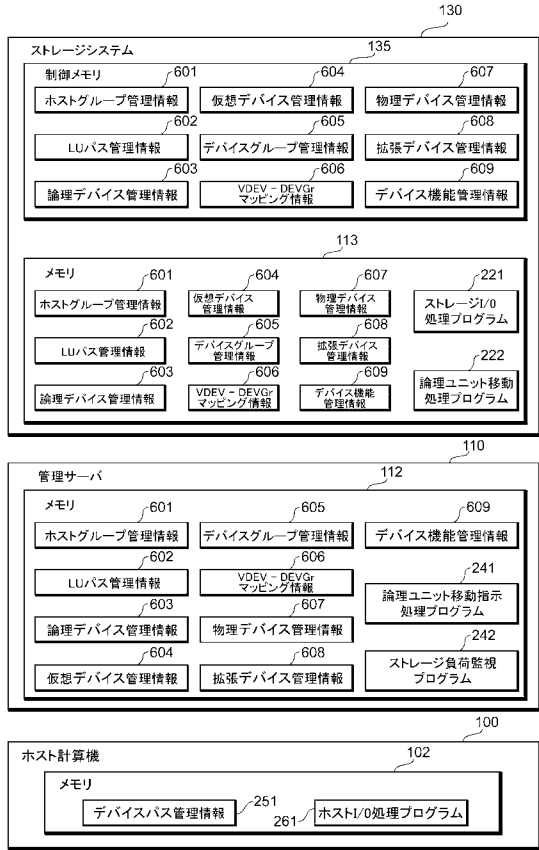 130
ストレージシステム
135
制御メモリ
601
604
607
ホストグループ管理情報
仮想デバイス管理情報
物理デバイス管理情報
602
605
608
LUパス管理情報
デバイスグループ管理情報
拡張デバイス管理情報
603
606
609
論理デバイス管理情報
VDEV − DEVGr
マッピング情報
デバイス機能管理情報
113
メモリ
601
604
607
221
ホストグループ管理情報
仮想デバイス
管理情報
物理デバイス
管理情報
ストレージI/O
処理プログラム
602
605
608
LUパス管理情報
デバイスグループ
管理情報
拡張デバイス
管理情報
222
603
606
609
論理デバイス管理情報
VDEV − DEVGr
マッピング情報
デバイス機能
管理情報
論理ユニット移動
処理プログラム
110
管理サーバ
112
メモリ
601
605
609
ホストグループ管理情報
デバイスグループ管理情報
デバイス機能管理情報
602
606
241
LUパス管理情報
VDEV − DEVGr
マッピング情報
論理ユニット移動指示
処理プログラム
603
607
論理デバイス管理情報
物理デバイス管理情報
242
604
608
仮想デバイス管理情報
拡張デバイス管理情報
ストレージ負荷監視
プログラム
100
ホスト計算機
102
メモリ
デバイスパス管理情報
251
261
ホストI/O処理プログラム